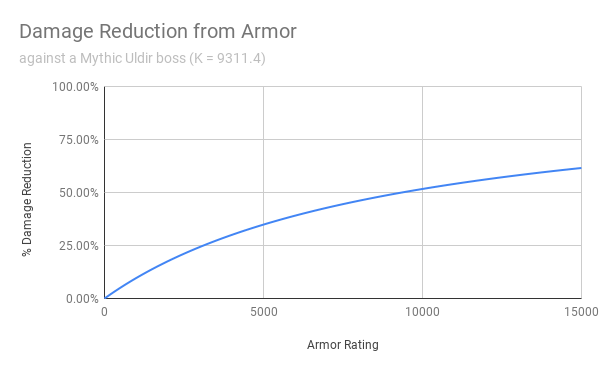 Damage Reduction from Armor
against a Mythic Uldir boss (K = 9311.4)
100.00%
75.00%
50.00%
25.00%
0.00%
% Damage Reduction
0 5000 10000 15000
Armor Rating